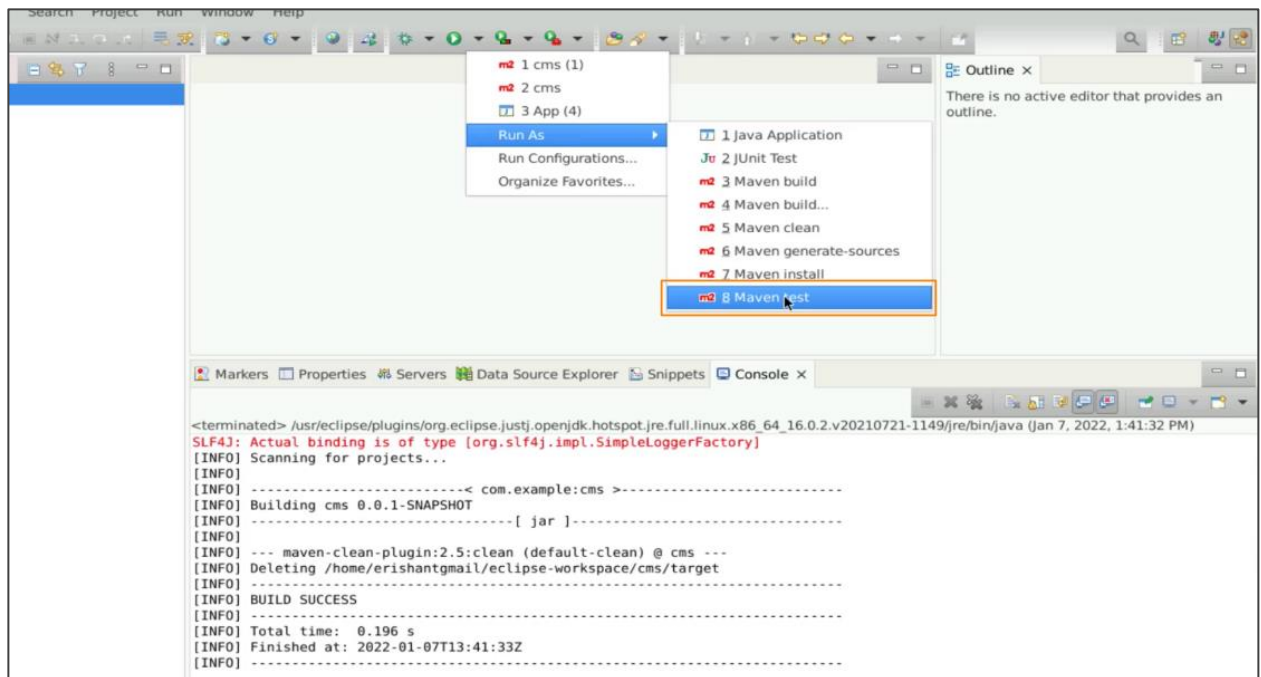 Search Project Run Window Help
m2 1 cms (1)
m2 2 cms
J 3 App (4)
Run As
Run Configurations...
Organize Favorites...
J 1 Java Application
Ju 2 JUnit Test
m2 3 Maven build
m2 4 Maven build...
m2 5 Maven clean
m2 6 Maven generate-sources
m2 7 Maven install
m2 8 Maven test
Outline
There is no active editor that provides an
outline.
Markers Properties Servers Data Source Explorer Snippets Console
<terminated> /usr/eclipse/plugins/org.eclipse.justj.openjdk.hotspot.jre.full.linux.x86_64_16.0.2.v20210721-1149/jre/bin/java (Jan 7, 2022, 1:41:32 PM)
SLF4J: Actual binding is of type [org.slf4j.impl.SimpleLoggerFactory]
[INFO] Scanning for projects...
[INFO]
[INFO] --------------------------< com.example:cms >---------------------------
[INFO] Building cms 0.0.1-SNAPSHOT
[INFO] --------------------------------[ jar ]---------------------------------
[INFO]
[INFO] --- maven-clean-plugin:2.5:clean (default-clean) @ cms ---
[INFO] Deleting /home/erishantgmail/eclipse-workspace/cms/target
[INFO] ------------------------------------------------------------------------
[INFO] BUILD SUCCESS
[INFO] ------------------------------------------------------------------------
[INFO] Total time:  0.196 s
[INFO] Finished at: 2022-01-07T13:41:33Z
[INFO] ------------------------------------------------------------------------